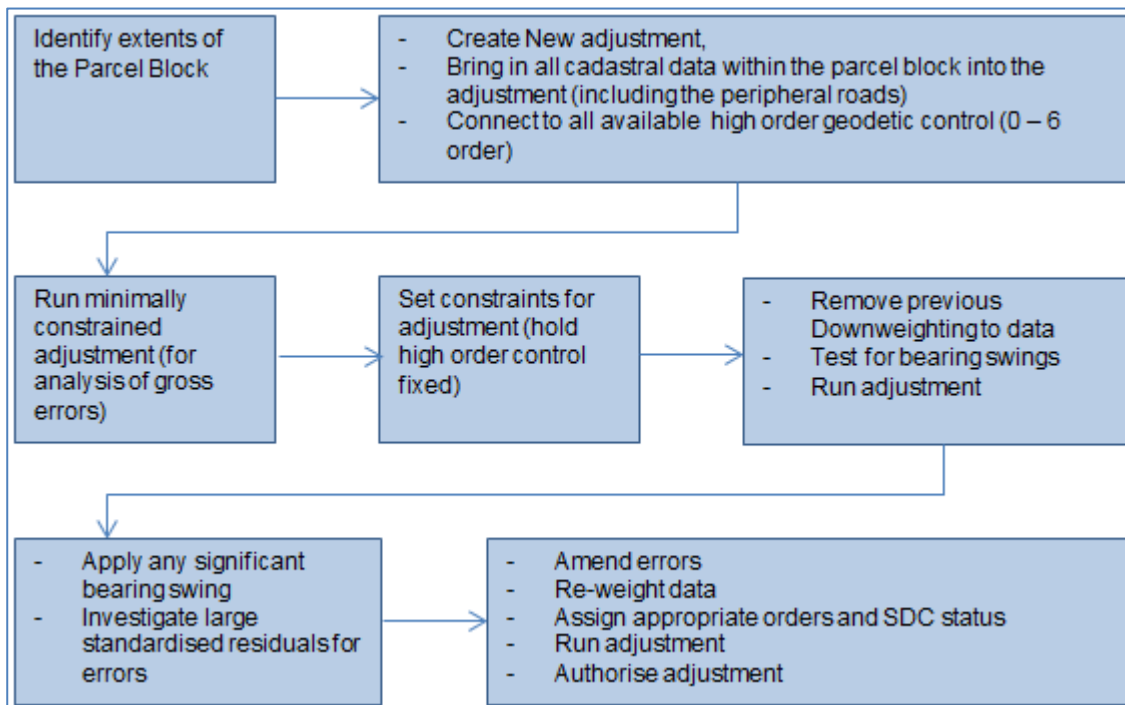 Identify extents of
the Parcel Block
- Create New adjustment,
- Bring in all cadastral data within the parcel block into the
adjustment (including the peripheral roads)
- Connect to all available high order geodetic control (0 – 6
order)
Run minimally
constrained
adjustment (for
analysis of gross
errors)
Set constraints for
adjustment (hold
high order control
fixed)
- Remove previous
Downweighting to data
- Test for bearing swings
- Run adjustment
- Apply any significant
bearing swing
- Investigate large
standardised residuals for
errors
- Amend errors
- Re-weight data
- Assign appropriate orders and SDC status
- Run adjustment
- Authorise adjustment